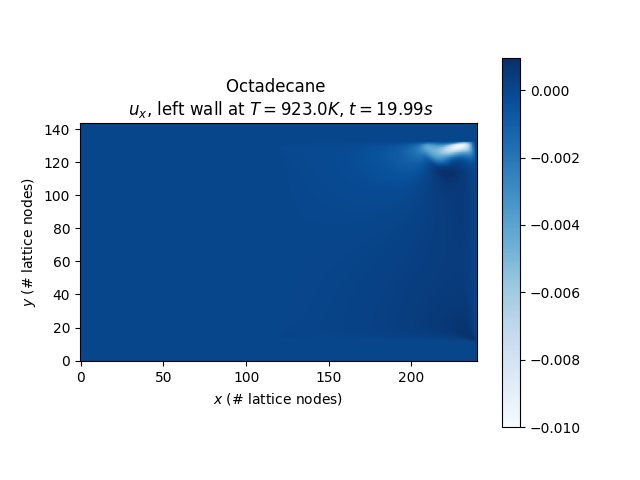 Octadecane
u_x, left wall at T = 923.0K, t = 19.99s
140
120
100
80
60
40
20
0
y (# lattice nodes)
0 50 100 150 200
x (# lattice nodes)
0.000
−0.002
−0.004
−0.006
−0.008
−0.010